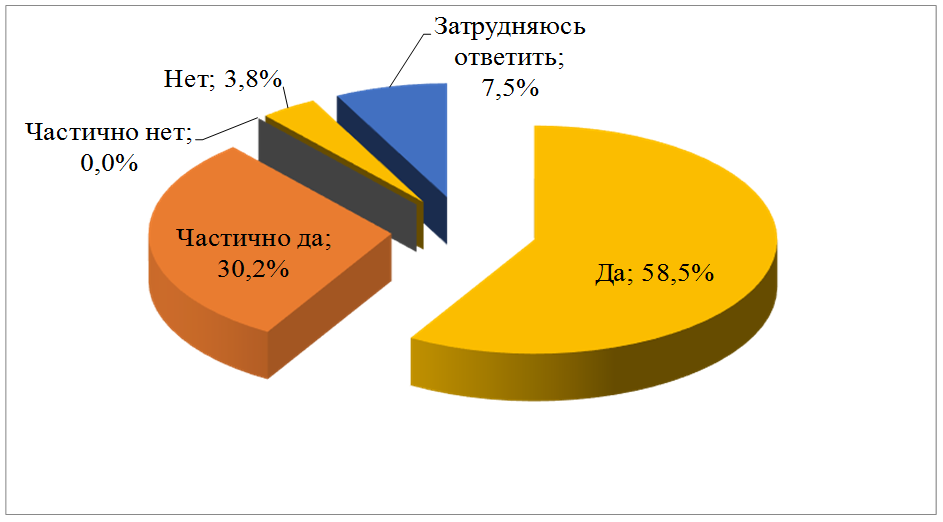 Затрудняюсь
ответить;
7,5%
Нет; 3,8%
Частично нет;
0,0%
Частично да;
30,2%
Да; 58,5%